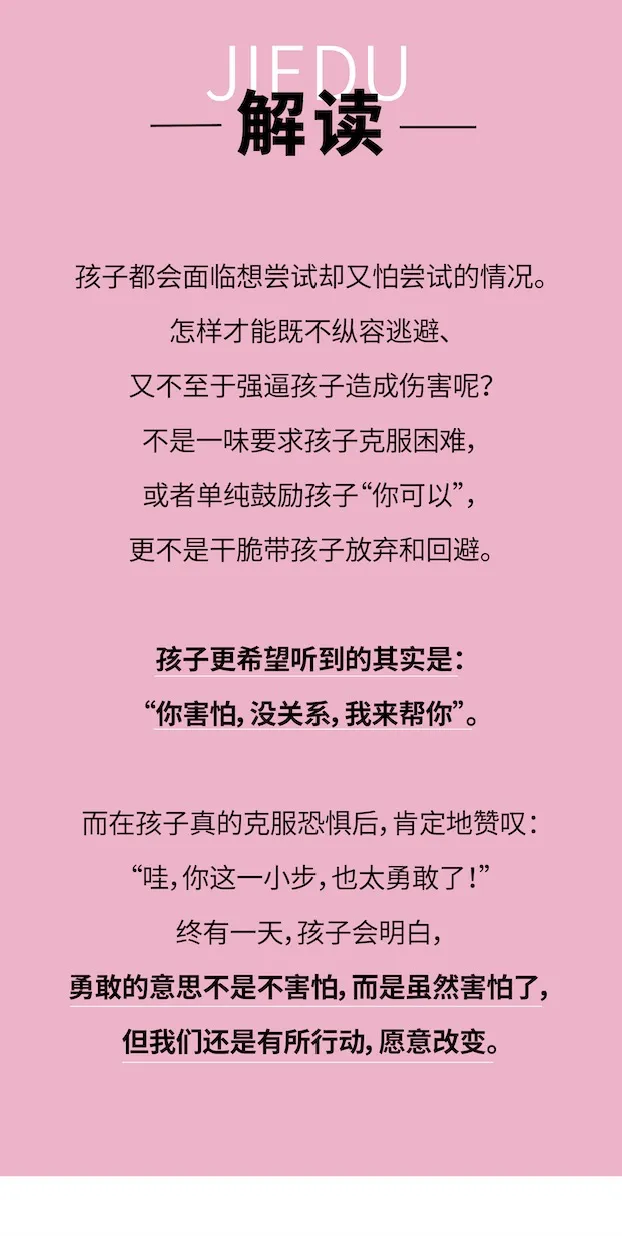 JIEDU
解读
孩子都会面临想尝试却又怕尝试的情况。
怎样才能既不纵容逃避、
又不至于强逼孩子造成伤害呢？
不是一味要求孩子克服困难，
或者单纯鼓励孩子“你可以”，
更不是干脆带孩子放弃和回避。
孩子更希望听到的其实是：
“你害怕，没关系，我来帮你”。
而在孩子真的克服恐惧后，肯定地赞叹：
“哇，你这一小步，也太勇敢了！”
终有一天，孩子会明白，
勇敢的意思不是不害怕，而是虽然害怕了，
但我们还是有所行动，愿意改变。